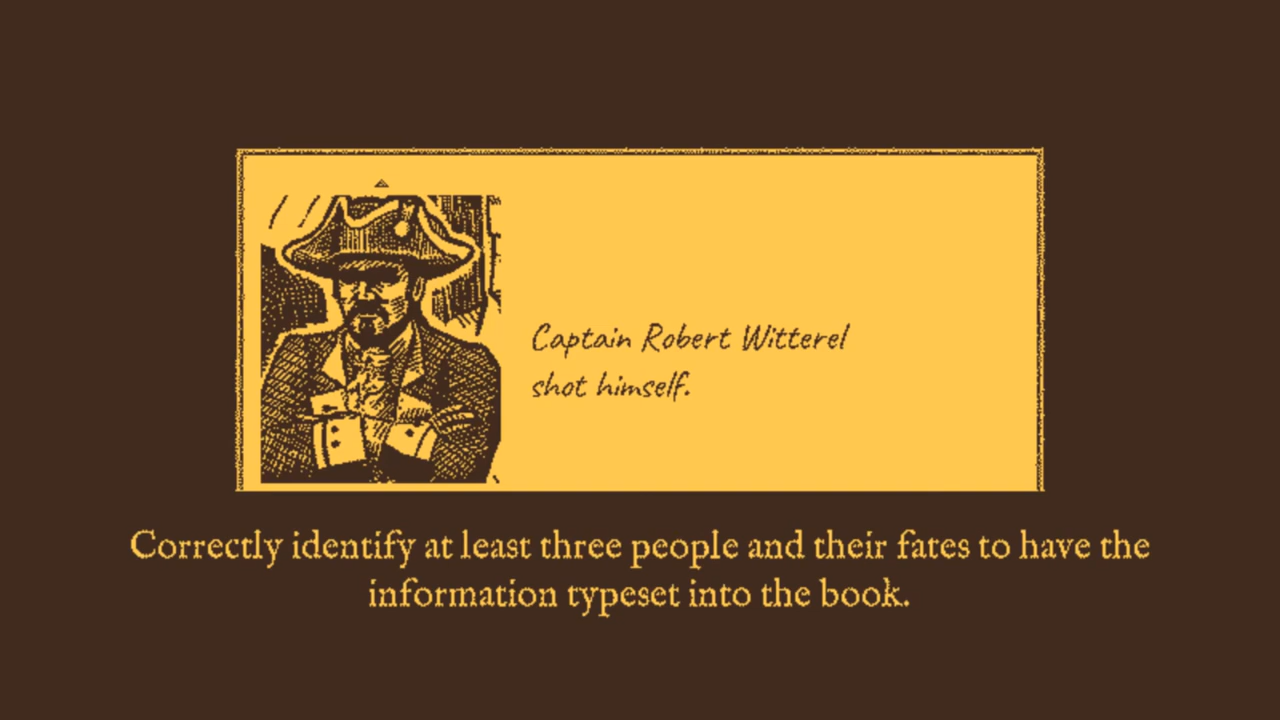 Captain Robert Witterel
shot himself.
Correctly identify at least three people and their fates to have the
information typeset into the book.